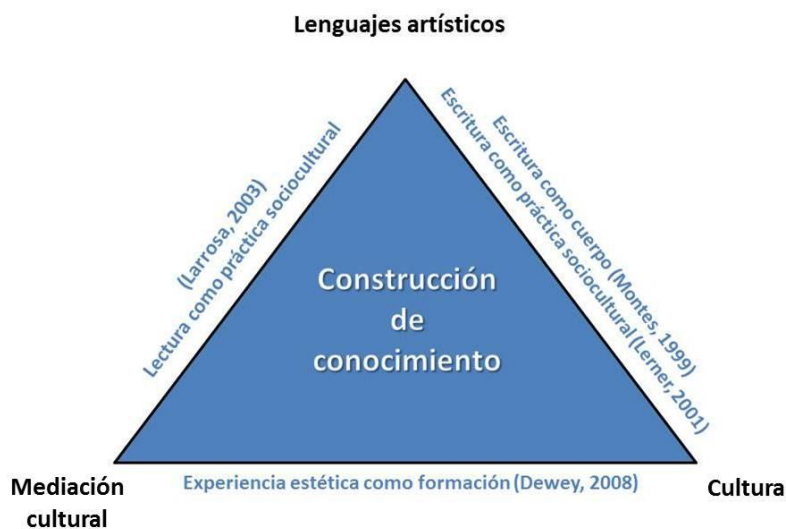 Lenguajes artísticos
(Larrosa, 2003)
Lectura como práctica sociocultural
Escritura como cuerpo (Montes, 1999)
Escritura como práctica sociocultural(Lerner, 2001)
Construcción
de
conocimiento
Mediación
cultural
Experiencia estética como formación (Dewey, 2008)
Cultura